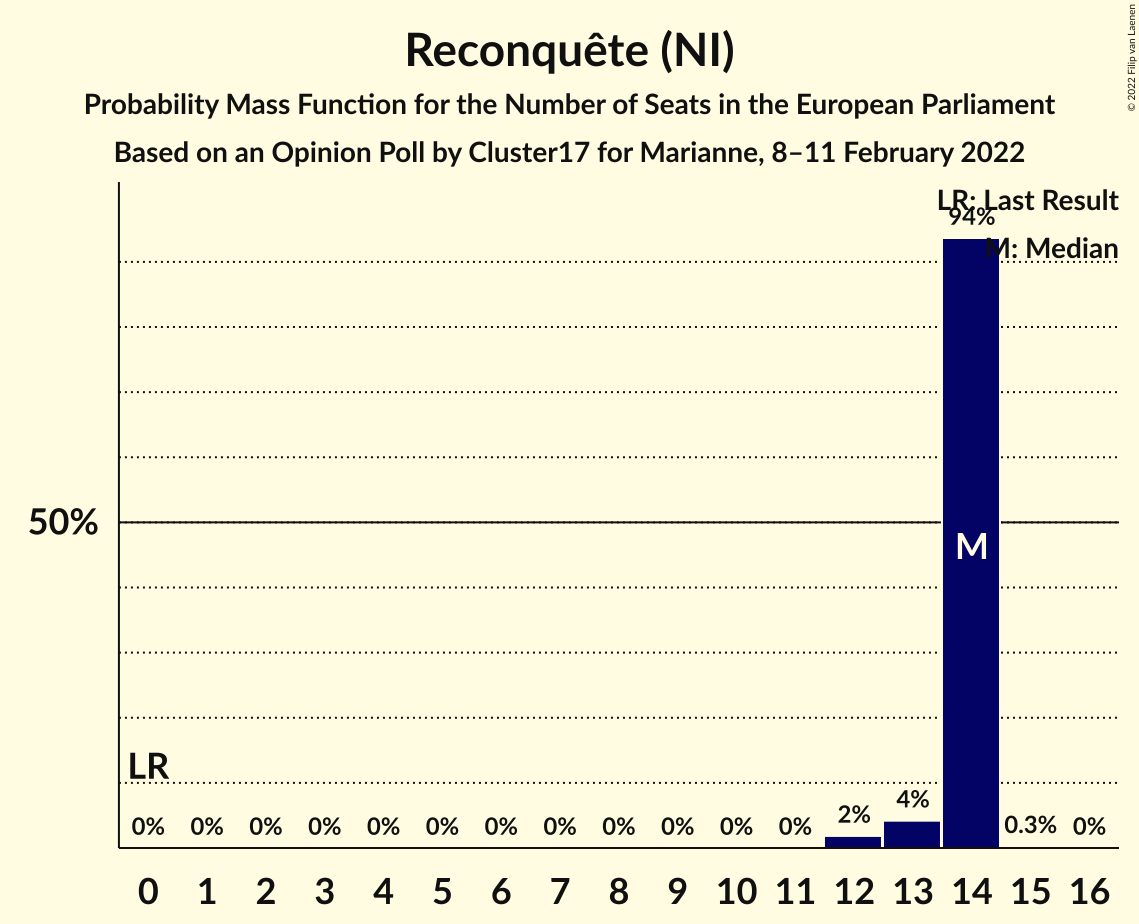 Reconquête (NI)
Probability Mass Function for the Number of Seats in the European Parliament
Based on an Opinion Poll by Cluster17 for Marianne, 8–11 February 2022
© 2022 Filip van Laenen
LR: Last Result
94%
M: Median
50%
M
LR
0% 0% 0% 0% 0% 0% 0% 0% 0% 0% 0% 0% 2% 4% 0.3% 0%
0 1 2 3 4 5 6 7 8 9 10 11 12 13 14 15 16